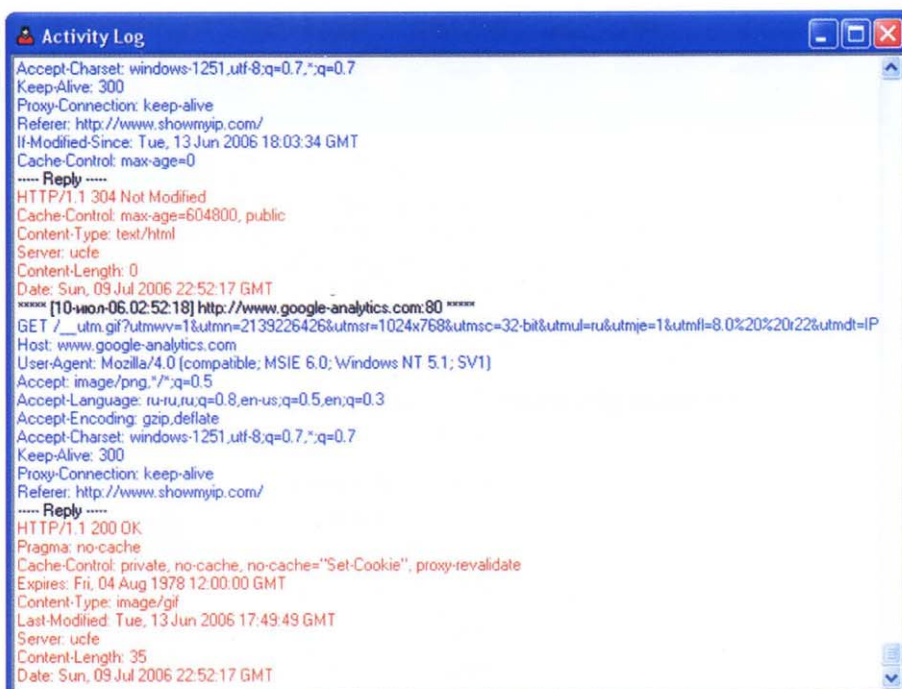 Activity Log
Accept-Charset: windows-1251,utf-8;q=0.7,*;q=0.7
Keep-Alive: 300
Proxy-Connection: keep-alive
Referer: http://www.showmyip.com/
If-Modified-Since: Tue, 13 Jun 2006 18:03:34 GMT
Cache-Control: max-age=0
----- Reply -----
HTTP/1.1 304 Not Modified
Cache-Control: max-age=604800, public
Content-Type: text/html
Server: ucfe
Content-Length: 0
Date: Sun, 09 Jul 2006 22:52:17 GMT
***** [10-июл-06.02:52:18] http://www.google-analytics.com:80 *****
GET /__utm.gif?utmwv=1&utmn=2139226426&utmsr=1024x768&utmsc=32-bit&utmul=ru&utmje=1&utmfl=8.0%20%20r22&utmdt=IP
Host: www.google-analytics.com
User-Agent: Mozilla/4.0 (compatible; MSIE 6.0; Windows NT 5.1; SV1)
Accept: image/png,*/*;q=0.5
Accept-Language: ru-ru,ru;q=0.8,en-us;q=0.5,en;q=0.3
Accept-Encoding: gzip,deflate
Accept-Charset: windows-1251,utf-8;q=0.7,*;q=0.7
Keep-Alive: 300
Proxy-Connection: keep-alive
Referer: http://www.showmyip.com/
----- Reply -----
HTTP/1.1 200 OK
Pragma: no-cache
Cache-Control: private, no-cache, no-cache="Set-Cookie", proxy-revalidate
Expires: Fri, 04 Aug 1978 12:00:00 GMT
Content-Type: image/gif
Last-Modified: Tue, 13 Jun 2006 17:49:49 GMT
Server: ucfe
Content-Length: 35
Date: Sun, 09 Jul 2006 22:52:17 GMT